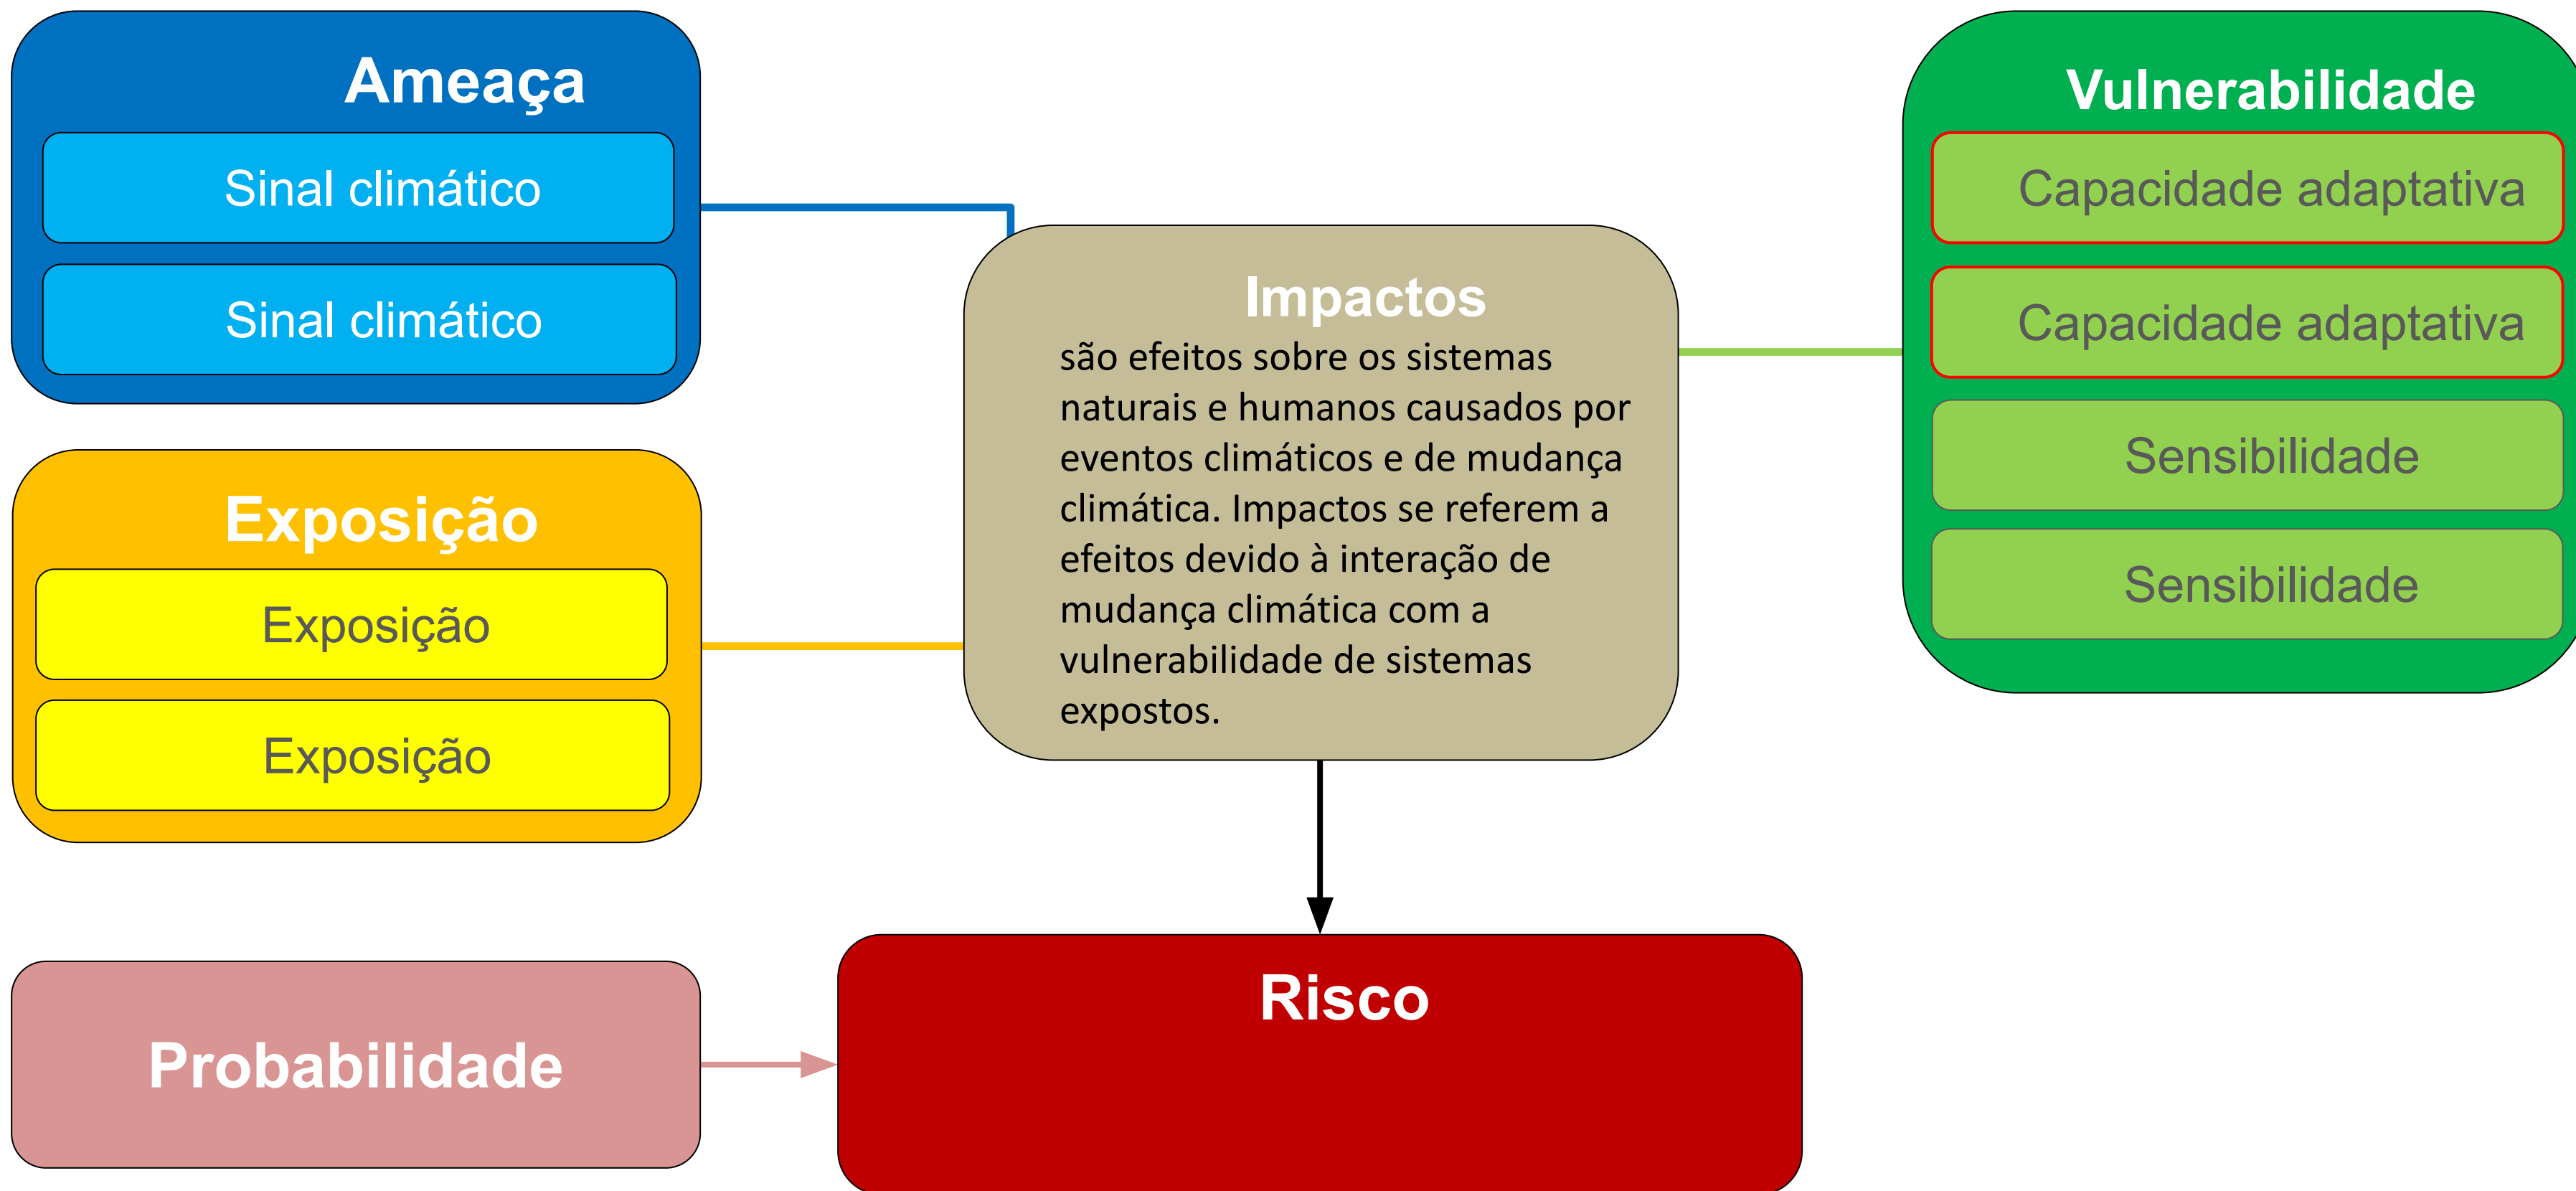 Ameaça
Sinal climático
Sinal climático
Exposição
Exposição
Exposição
Probabilidade
Impactos
são efeitos sobre os sistemas
naturais e humanos causados por
eventos climáticos e de mudança
climática. Impactos se referem a
efeitos devido à interação de
mudança climática com a
vulnerabilidade de sistemas
expostos.
Risco
Vulnerabilidade
Capacidade adaptativa
Capacidade adaptativa
Sensibilidade
Sensibilidade